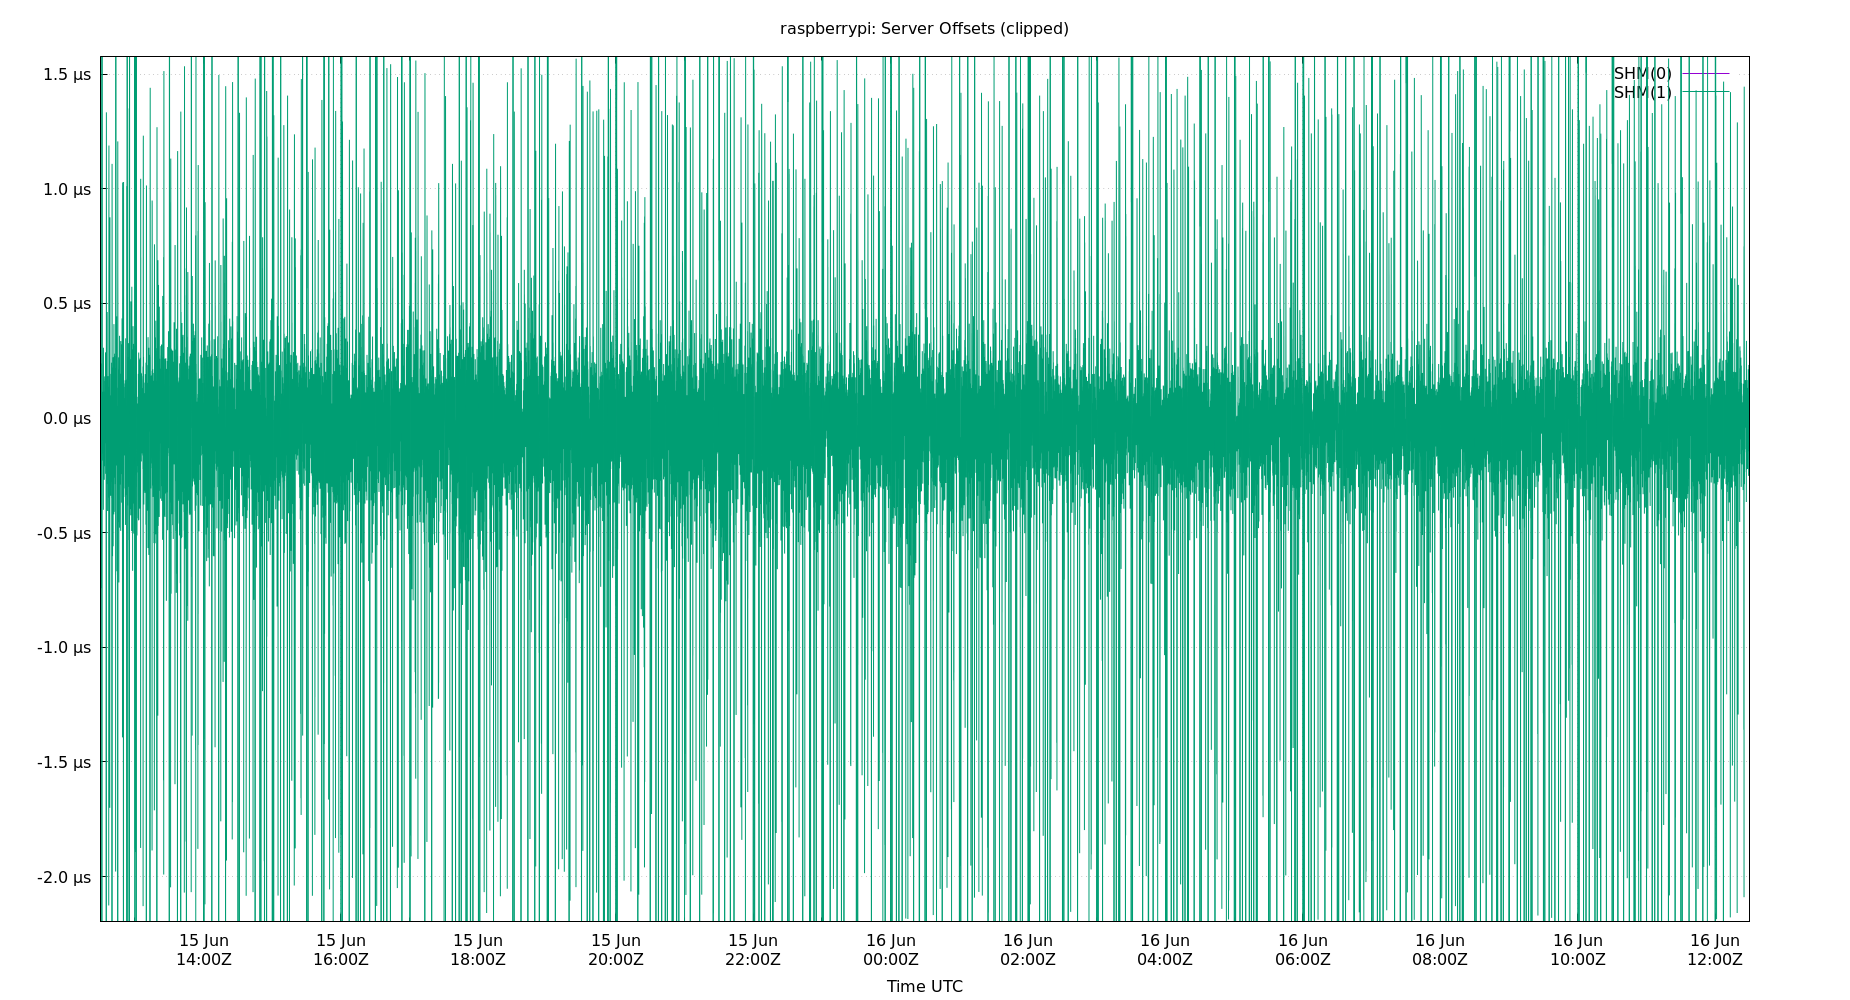 raspberrypi: Server Offsets (clipped)
1.5 µs
1.0 µs
0.5 µs
0.0 µs
-0.5 µs
-1.0 µs
-1.5 µs
-2.0 µs
SHM(0)
SHM(1)
15 Jun 15 Jun 15 Jun 15 Jun 15 Jun 16 Jun 16 Jun 16 Jun 16 Jun 16 Jun 16 Jun 16 Jun
14:00Z 16:00Z 18:00Z 20:00Z 22:00Z 00:00Z 02:00Z 04:00Z 06:00Z 08:00Z 10:00Z 12:00Z
Time UTC